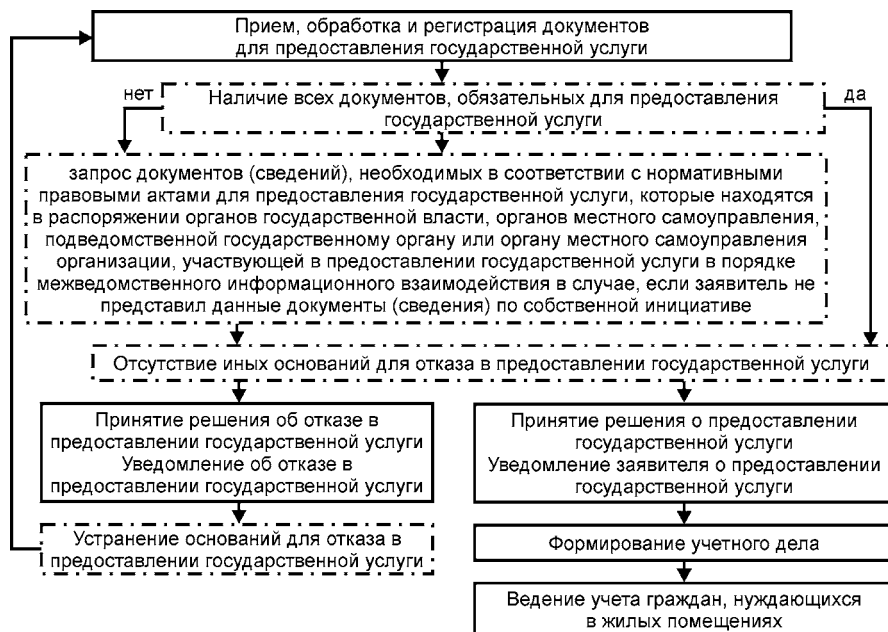 Прием, обработка и регистрация документов
для предоставления государственной услуги
нет
Наличие всех документов, обязательных для предоставления
государственной услуги
да
запрос документов (сведений), необходимых в соответствии с нормативными
правовыми актами для предоставления государственной услуги, которые находятся
в распоряжении органов государственной власти, органов местного самоуправления,
подведомственной государственному органу или органу местного самоуправления
организации, участвующей в предоставлении государственной услуги в порядке
межведомственного информационного взаимодействия в случае, если заявитель не
представил данные документы (сведения) по собственной инициативе
Отсутствие иных оснований для отказа в предоставлении государственной услуги
Принятие решения об отказе в
предоставлении государственной услуги
Уведомление об отказе в
предоставлении государственной услуги
Принятие решения о предоставлении
государственной услуги
Уведомление заявителя о предоставлении
государственной услуги
Устранение оснований для отказа в
предоставлении государственной услуги
Формирование учетного дела
Ведение учета граждан, нуждающихся
в жилых помещениях